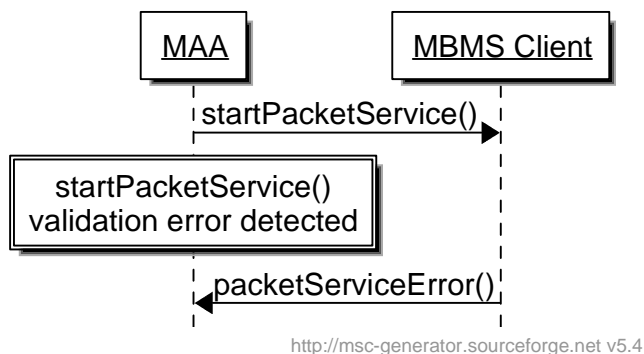 MAA
MBMS Client
startPacketService()
startPacketService()
validation error detected
packetServiceError()
http://msc-generator.sourceforge.net v5.4